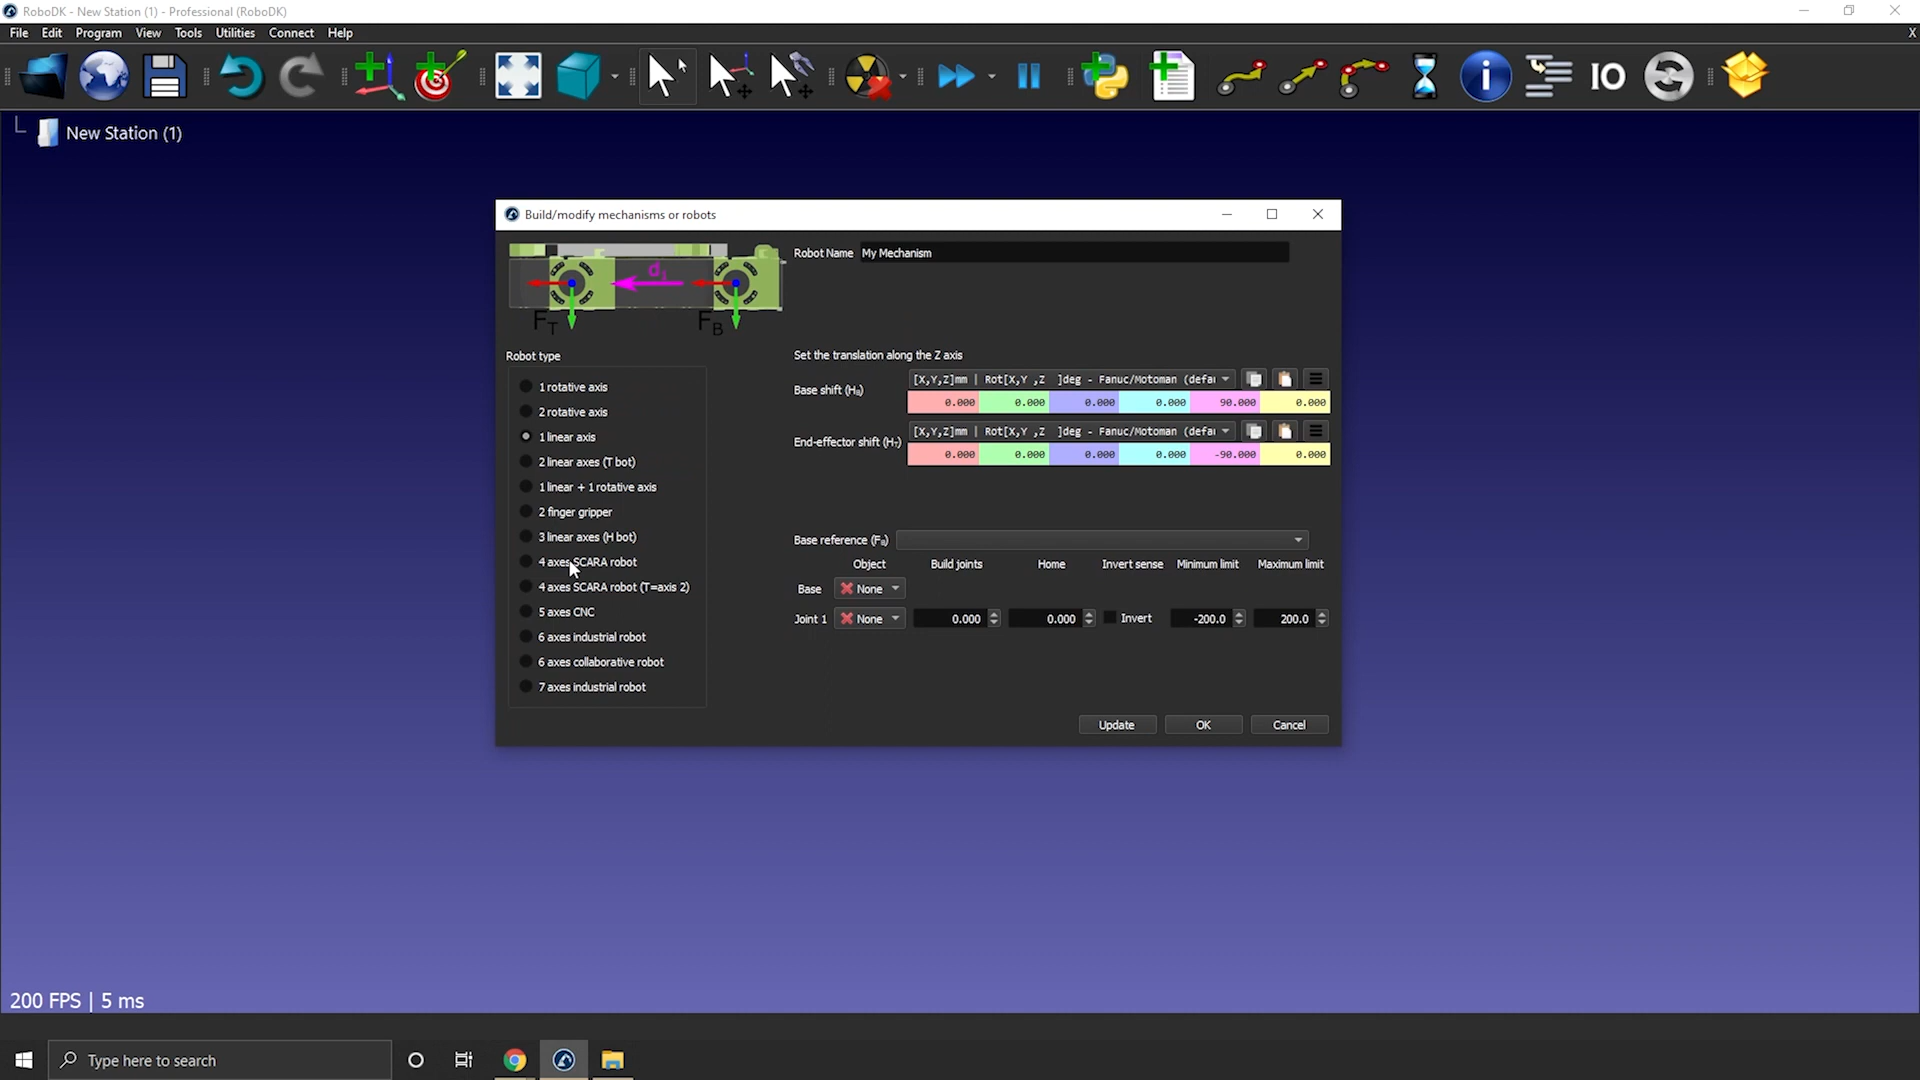 RoboDK - New Station (1) - Professional (RoboDK)
File Edit Program View Tools Utilities Connect Help X
IO
New Station (1)
Build/modify mechanisms or robots
d1
FT FB
Robot Name My Mechanism
Robot type
1 rotative axis
2 rotative axis
1 linear axis
2 linear axes (T bot)
1 linear + 1 rotative axis
2 finger gripper
3 linear axes (H bot)
4 axes SCARA robot
4 axes SCARA robot (T=axis 2)
5 axes CNC
6 axes industrial robot
6 axes collaborative robot
7 axes industrial robot
Set the translation along the Z axis
Base shift (HB) [X,Y,Z]mm | Rot[X,Y ,Z ]deg - Fanuc/Motoman (defau
0.000 0.000 0.000 0.000 90.000 0.000
End-effector shift (HT) [X,Y,Z]mm | Rot[X,Y ,Z ]deg - Fanuc/Motoman (defau
0.000 0.000 0.000 0.000 -90.000 0.000
Base reference (FB)
Object Build joints Home Invert sense Minimum limit Maximum limit
Base None
Joint 1 None 0.000 0.000 Invert -200.0 200.0
Update OK Cancel
200 FPS | 5 ms
Type here to search